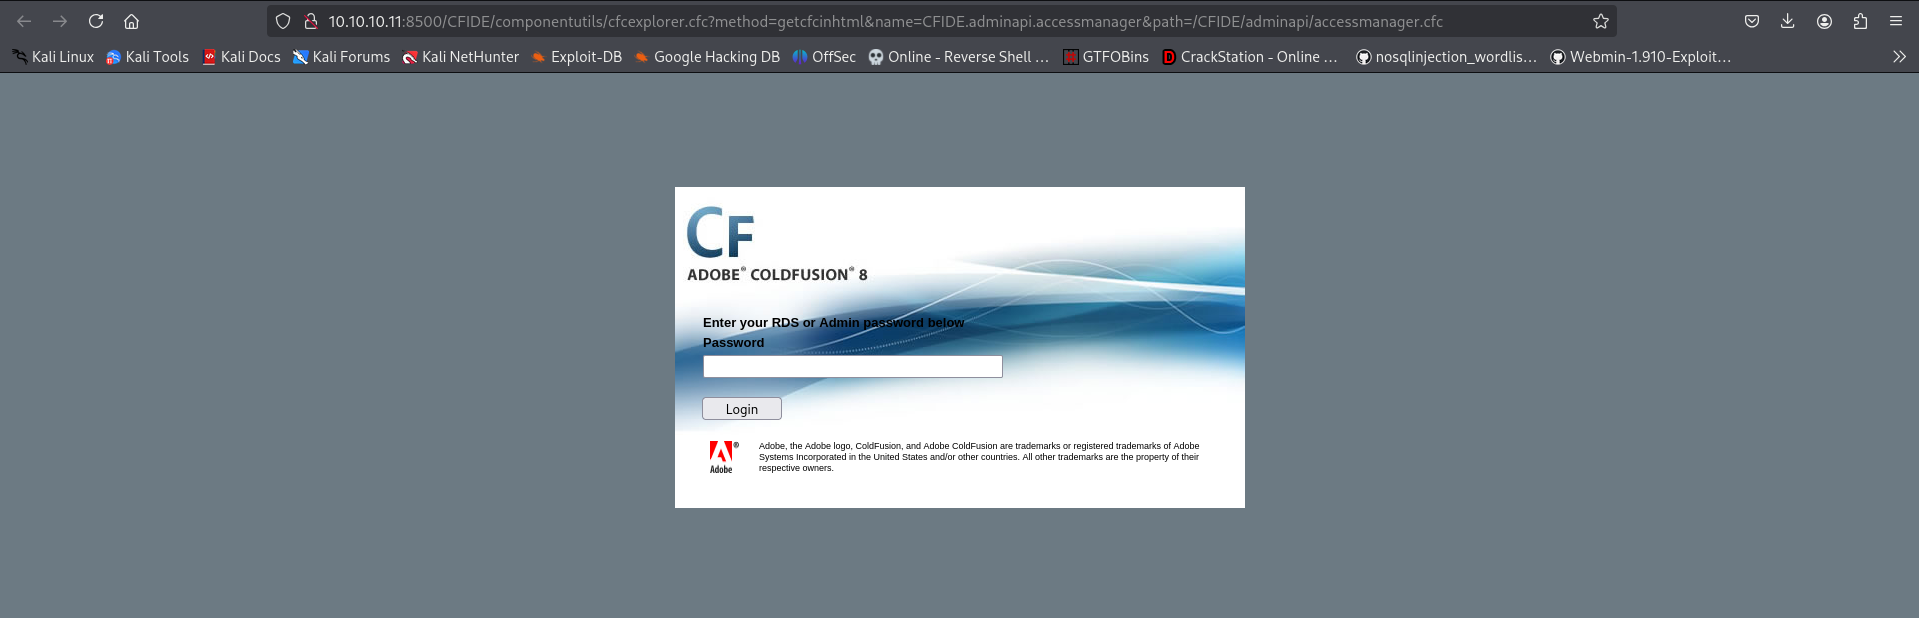 10.10.10.11:8500/CFIDE/componentutils/cfcexplorer.cfc?method=getcfcinhtml&name=CFIDE.adminapi.accessmanager&path=/CFIDE/adminapi/accessmanager.cfc
Kali Linux Kali Tools Kali Docs Kali Forums Kali NetHunter Exploit-DB Google Hacking DB OffSec Online - Reverse Shell … GTFOBins CrackStation - Online … nosqlinjection_wordlis… Webmin-1.910-Exploit…
CF
ADOBE® COLDFUSION® 8
Enter your RDS or Admin password below
Password
Login
Adobe, the Adobe logo, ColdFusion, and Adobe ColdFusion are trademarks or registered trademarks of Adobe
Systems Incorporated in the United States and/or other countries. All other trademarks are the property of their
respective owners.
®
Adobe